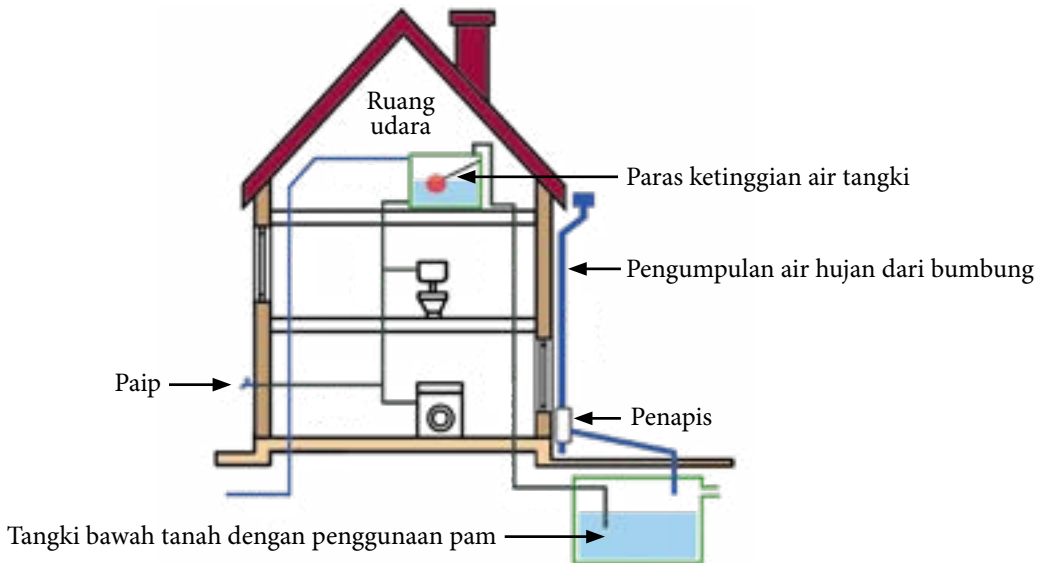 Ruang
udara
Paras ketinggian air tangki
Pengumpulan air hujan dari bumbung
Paip
Penapis
Tangki bawah tanah dengan penggunaan pam